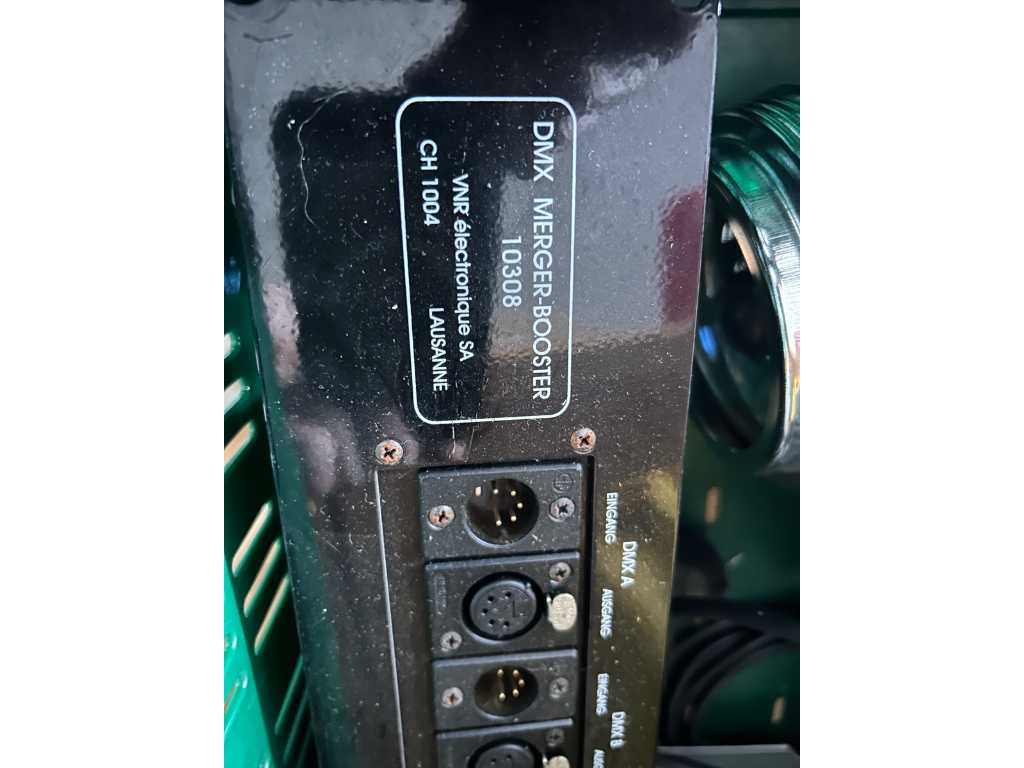 DMX MERGER-BOOSTER
10308
VNR électronique SA
CH 1004 LAUSANNE
DMX A
EINGANG AUSGANG
DMX B
EINGANG